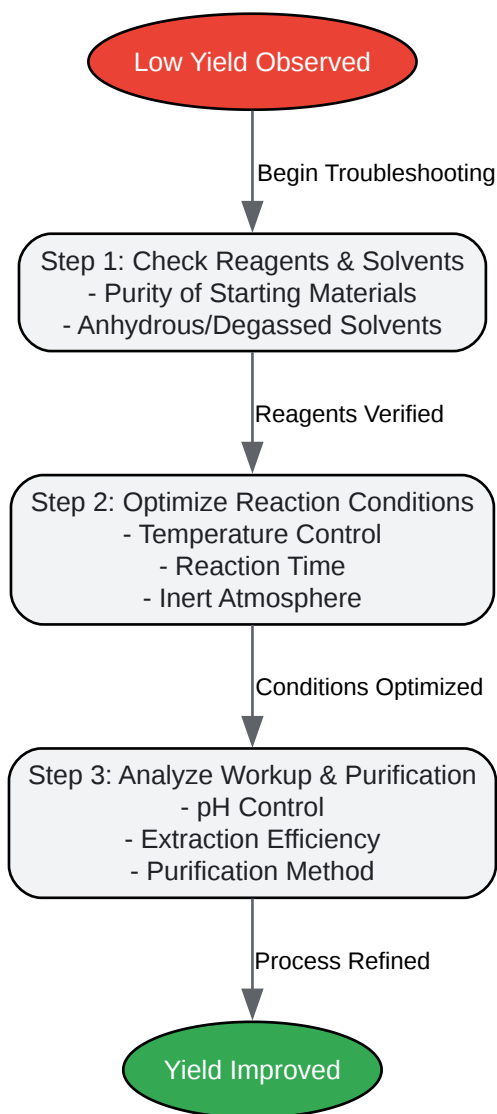 Low Yield Observed
Begin Troubleshooting
Step 1: Check Reagents & Solvents
- Purity of Starting Materials
- Anhydrous/Degassed Solvents
Reagents Verified
Step 2: Optimize Reaction Conditions
- Temperature Control
- Reaction Time
- Inert Atmosphere
Conditions Optimized
Step 3: Analyze Workup & Purification
- pH Control
- Extraction Efficiency
- Purification Method
Process Refined
Yield Improved